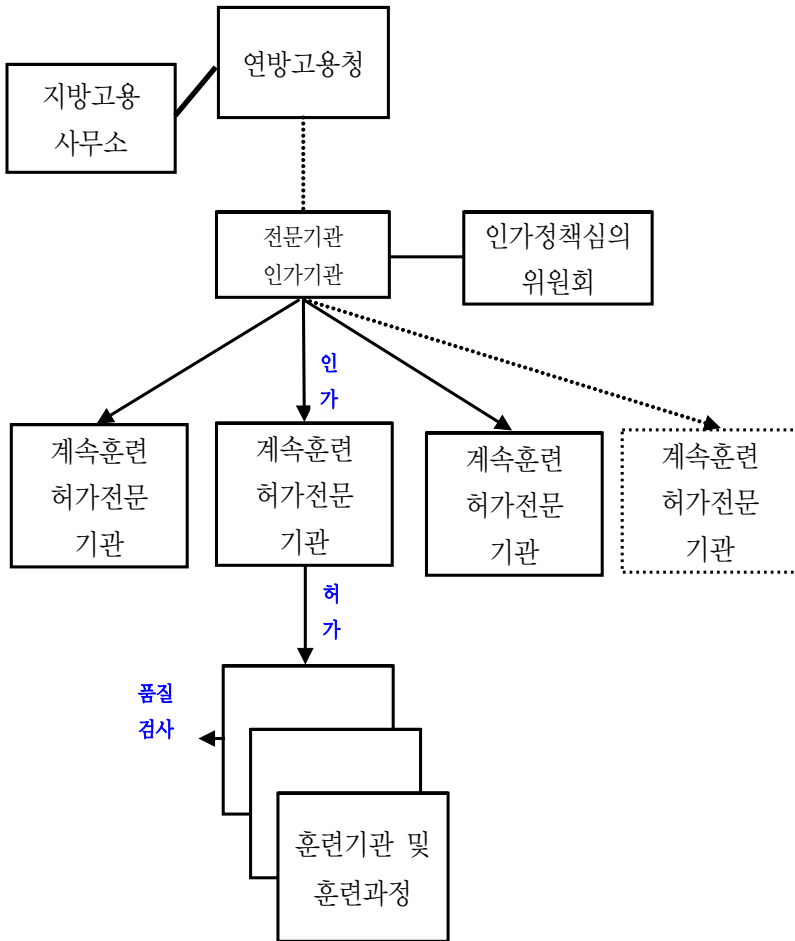 연방고용청
지방고용
사무소
전문기관
인가기관
인가정책심의
위원회
인
가
계속훈련
허가전문
기관
계속훈련
허가전문
기관
계속훈련
허가전문
기관
계속훈련
허가전문
기관
허
가
품질
검사
훈련기관 및
훈련과정